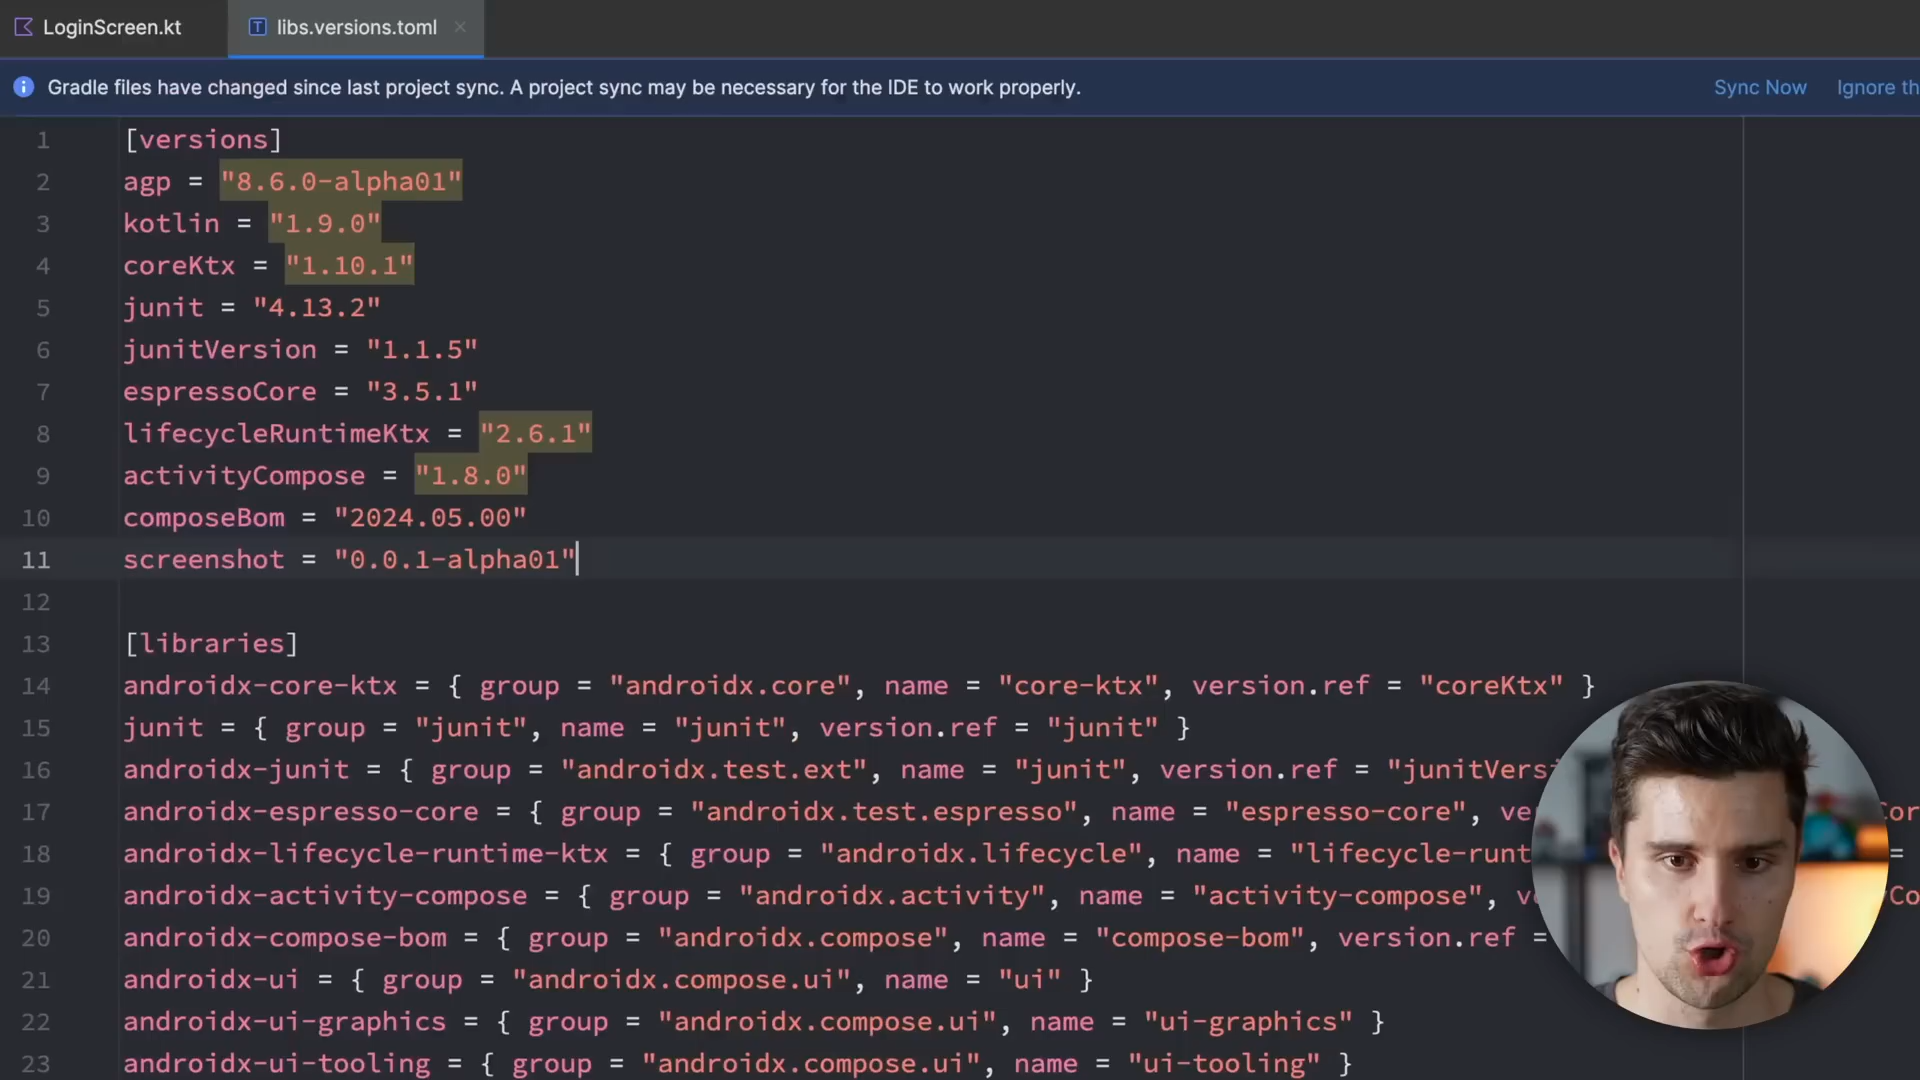 LoginScreen.kt
libs.versions.toml
Gradle files have changed since last project sync. A project sync may be necessary for the IDE to work properly.
Sync Now
Ignore th
1 [versions]
2 agp = "8.6.0-alpha01"
3 kotlin = "1.9.0"
4 coreKtx = "1.10.1"
5 junit = "4.13.2"
6 junitVersion = "1.1.5"
7 espressoCore = "3.5.1"
8 lifecycleRuntimeKtx = "2.6.1"
9 activityCompose = "1.8.0"
10 composeBom = "2024.05.00"
11 screenshot = "0.0.1-alpha01"
12
13 [libraries]
14 androidx-core-ktx = { group = "androidx.core", name = "core-ktx", version.ref = "coreKtx" }
15 junit = { group = "junit", name = "junit", version.ref = "junit" }
16 androidx-junit = { group = "androidx.test.ext", name = "junit", version.ref = "junitVersi
17 androidx-espresso-core = { group = "androidx.test.espresso", name = "espresso-core", ve
18 androidx-lifecycle-runtime-ktx = { group = "androidx.lifecycle", name = "lifecycle-runt =
19 androidx-activity-compose = { group = "androidx.activity", name = "activity-compose", v
20 androidx-compose-bom = { group = "androidx.compose", name = "compose-bom", version.ref =
21 androidx-ui = { group = "androidx.compose.ui", name = "ui" }
22 androidx-ui-graphics = { group = "androidx.compose.ui", name = "ui-graphics" }
23 androidx-ui-tooling = { group = "androidx.compose.ui", name = "ui-tooling" }